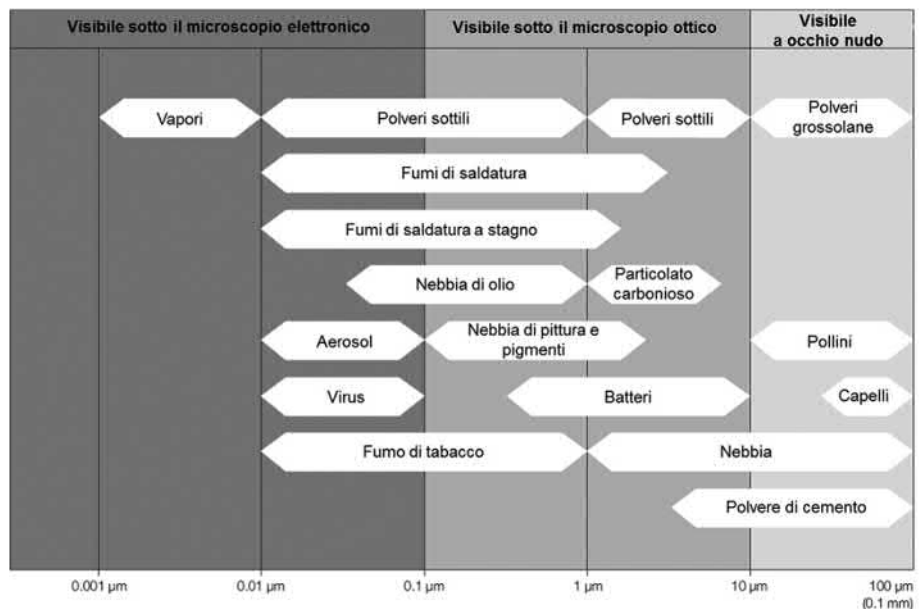 Visibile sotto il microscopio elettronico
Visibile sotto il microscopio ottico
Visibile
a occhio nudo
Vapori
Polveri sottili
Polveri sottili
Polveri
grossolane
Fumi di saldatura
Fumi di saldatura a stagno
Nebbia di olio
Particolato
carbonioso
Aerosol
Nebbia di pittura e
pigmenti
Pollini
Virus
Batteri
Capelli
Fumo di tabacco
Nebbia
Polvere di cemento
0.001 µm
0.01 µm
0.1 µm
1 µm
10 µm
100 µm
(0.1 mm)